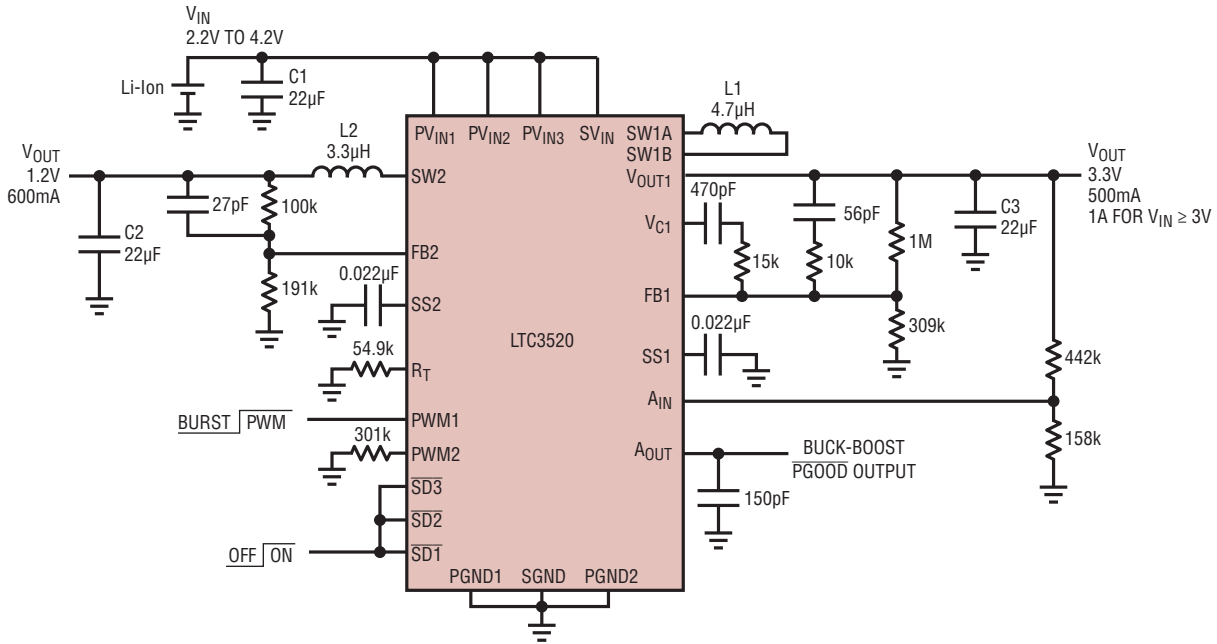 VIN
2.2V TO 4.2V
Li-Ion
C1
22µF
L1
4.7µH
PVIN1
PVIN2
PVIN3
SVIN
SW1A
SW1B
VOUT
1.2V
600mA
L2
3.3µH
SW2
VOUT1
VOUT
3.3V
500mA
1A FOR VIN ≥ 3V
27pF
100k
470pF
56pF
C3
22µF
VC1
1M
C2
22µF
FB2
15k
10k
191k
0.022µF
SS2
FB1
309k
LTC3520
0.022µF
SS1
54.9k
RT
442k
AIN
BURST PWM
PWM1
301k
PWM2
AOUT
BUCK-BOOST
PGOOD OUTPUT
158k
SD3
150pF
SD2
OFF ON
SD1
PGND1
SGND
PGND2